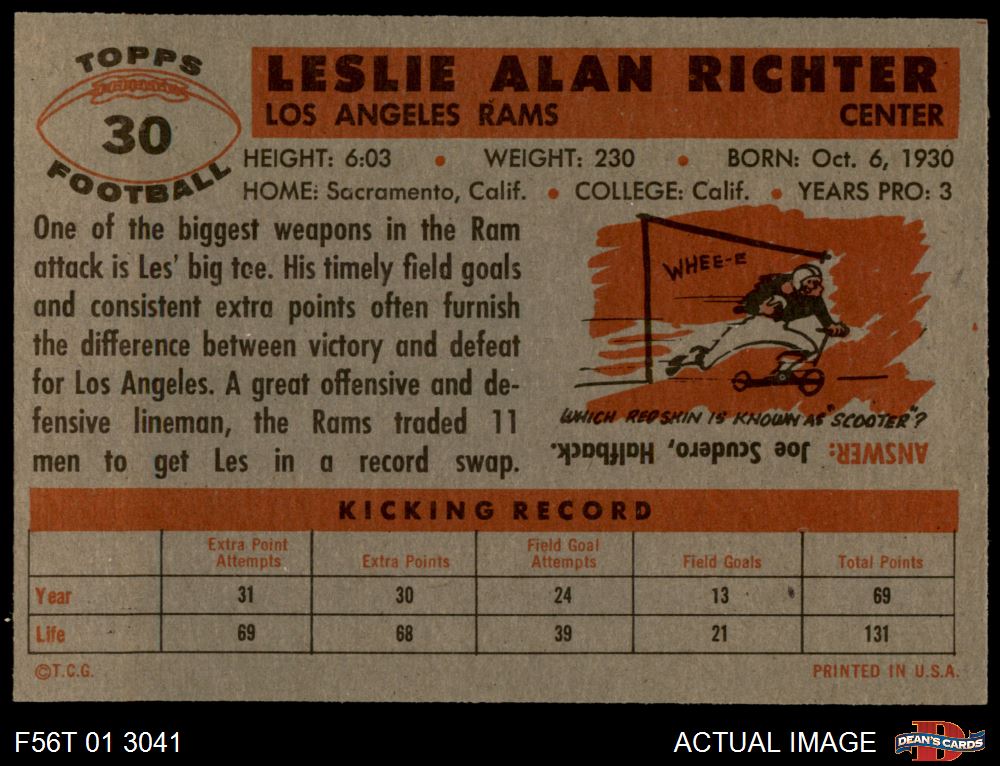 TOPPS
30
FOOTBALL
LESLIE ALAN RICHTER
LOS ANGELES RAMS CENTER
HEIGHT: 6:03 • WEIGHT: 230 • BORN: Oct. 6, 1930
HOME: Sacramento, Calif. • COLLEGE: Calif. • YEARS PRO: 3
One of the biggest weapons in the Ram
attack is Les' big toe. His timely field goals
and consistent extra points often furnish
the difference between victory and defeat
for Los Angeles. A great offensive and de-
fensive lineman, the Rams traded 11
men to get Les in a record swap.
WHEE-E
WHICH REDSKIN IS KNOWN AS "SCOOTER"?
ANSWER: Joe Scudero, Halfback.
KICKING RECORD
Extra Point Attempts Extra Points Field Goal Attempts Field Goals Total Points
Year 31 30 24 13 69
Life 69 68 39 21 131
©T.C.G. PRINTED IN U.S.A.
F56T 01 3041 ACTUAL IMAGE DEAN'S CARDS